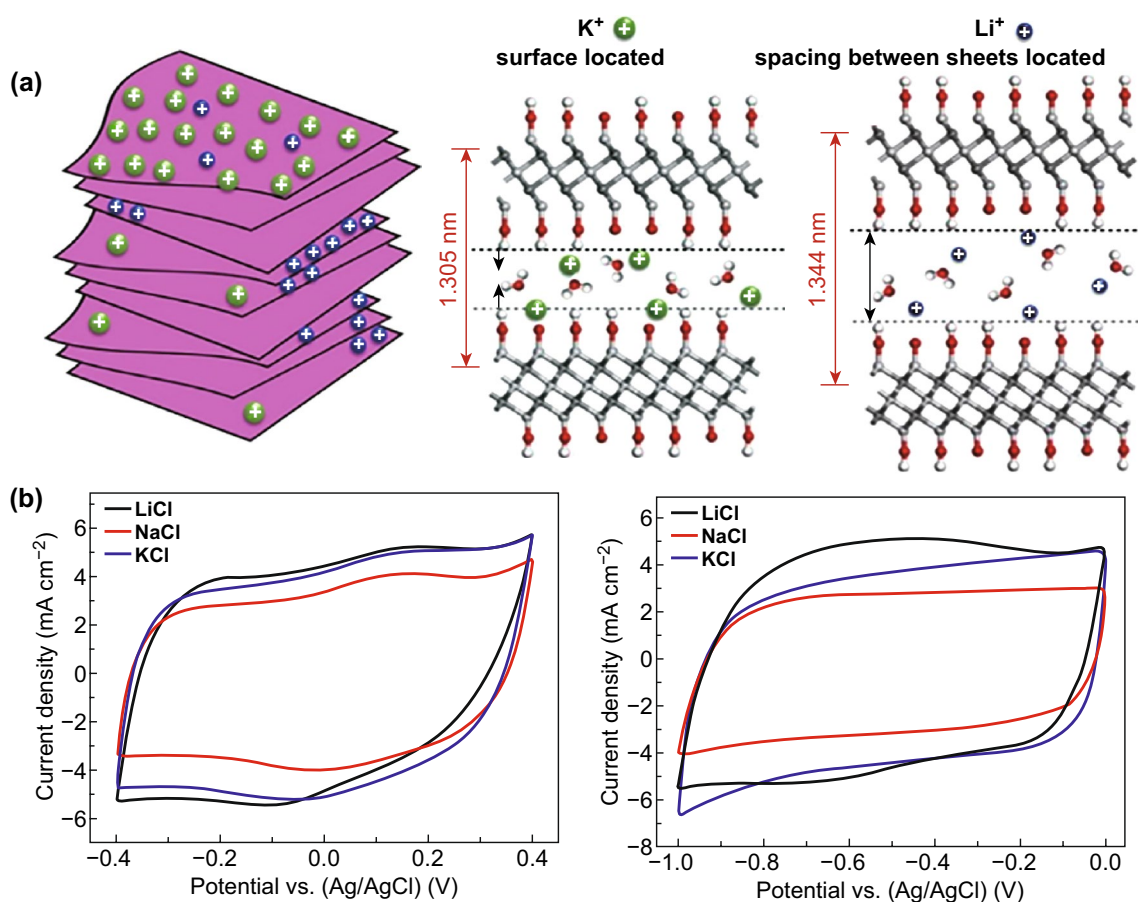 (a)
K⁺ +
surface located
Li⁺ +
spacing between sheets located
1.305 nm
1.344 nm
(b)
LiCl
NaCl
KCl
6
4
2
0
−2
−4
−6
−0.4
−0.2
0.0
0.2
0.4
Current density (mA cm⁻²)
Potential vs. (Ag/AgCl) (V)
LiCl
NaCl
KCl
6
4
2
0
−2
−4
−6
−8
−1.0
−0.8
−0.6
−0.4
−0.2
0.0
Current density (mA cm⁻²)
Potential vs. (Ag/AgCl) (V)